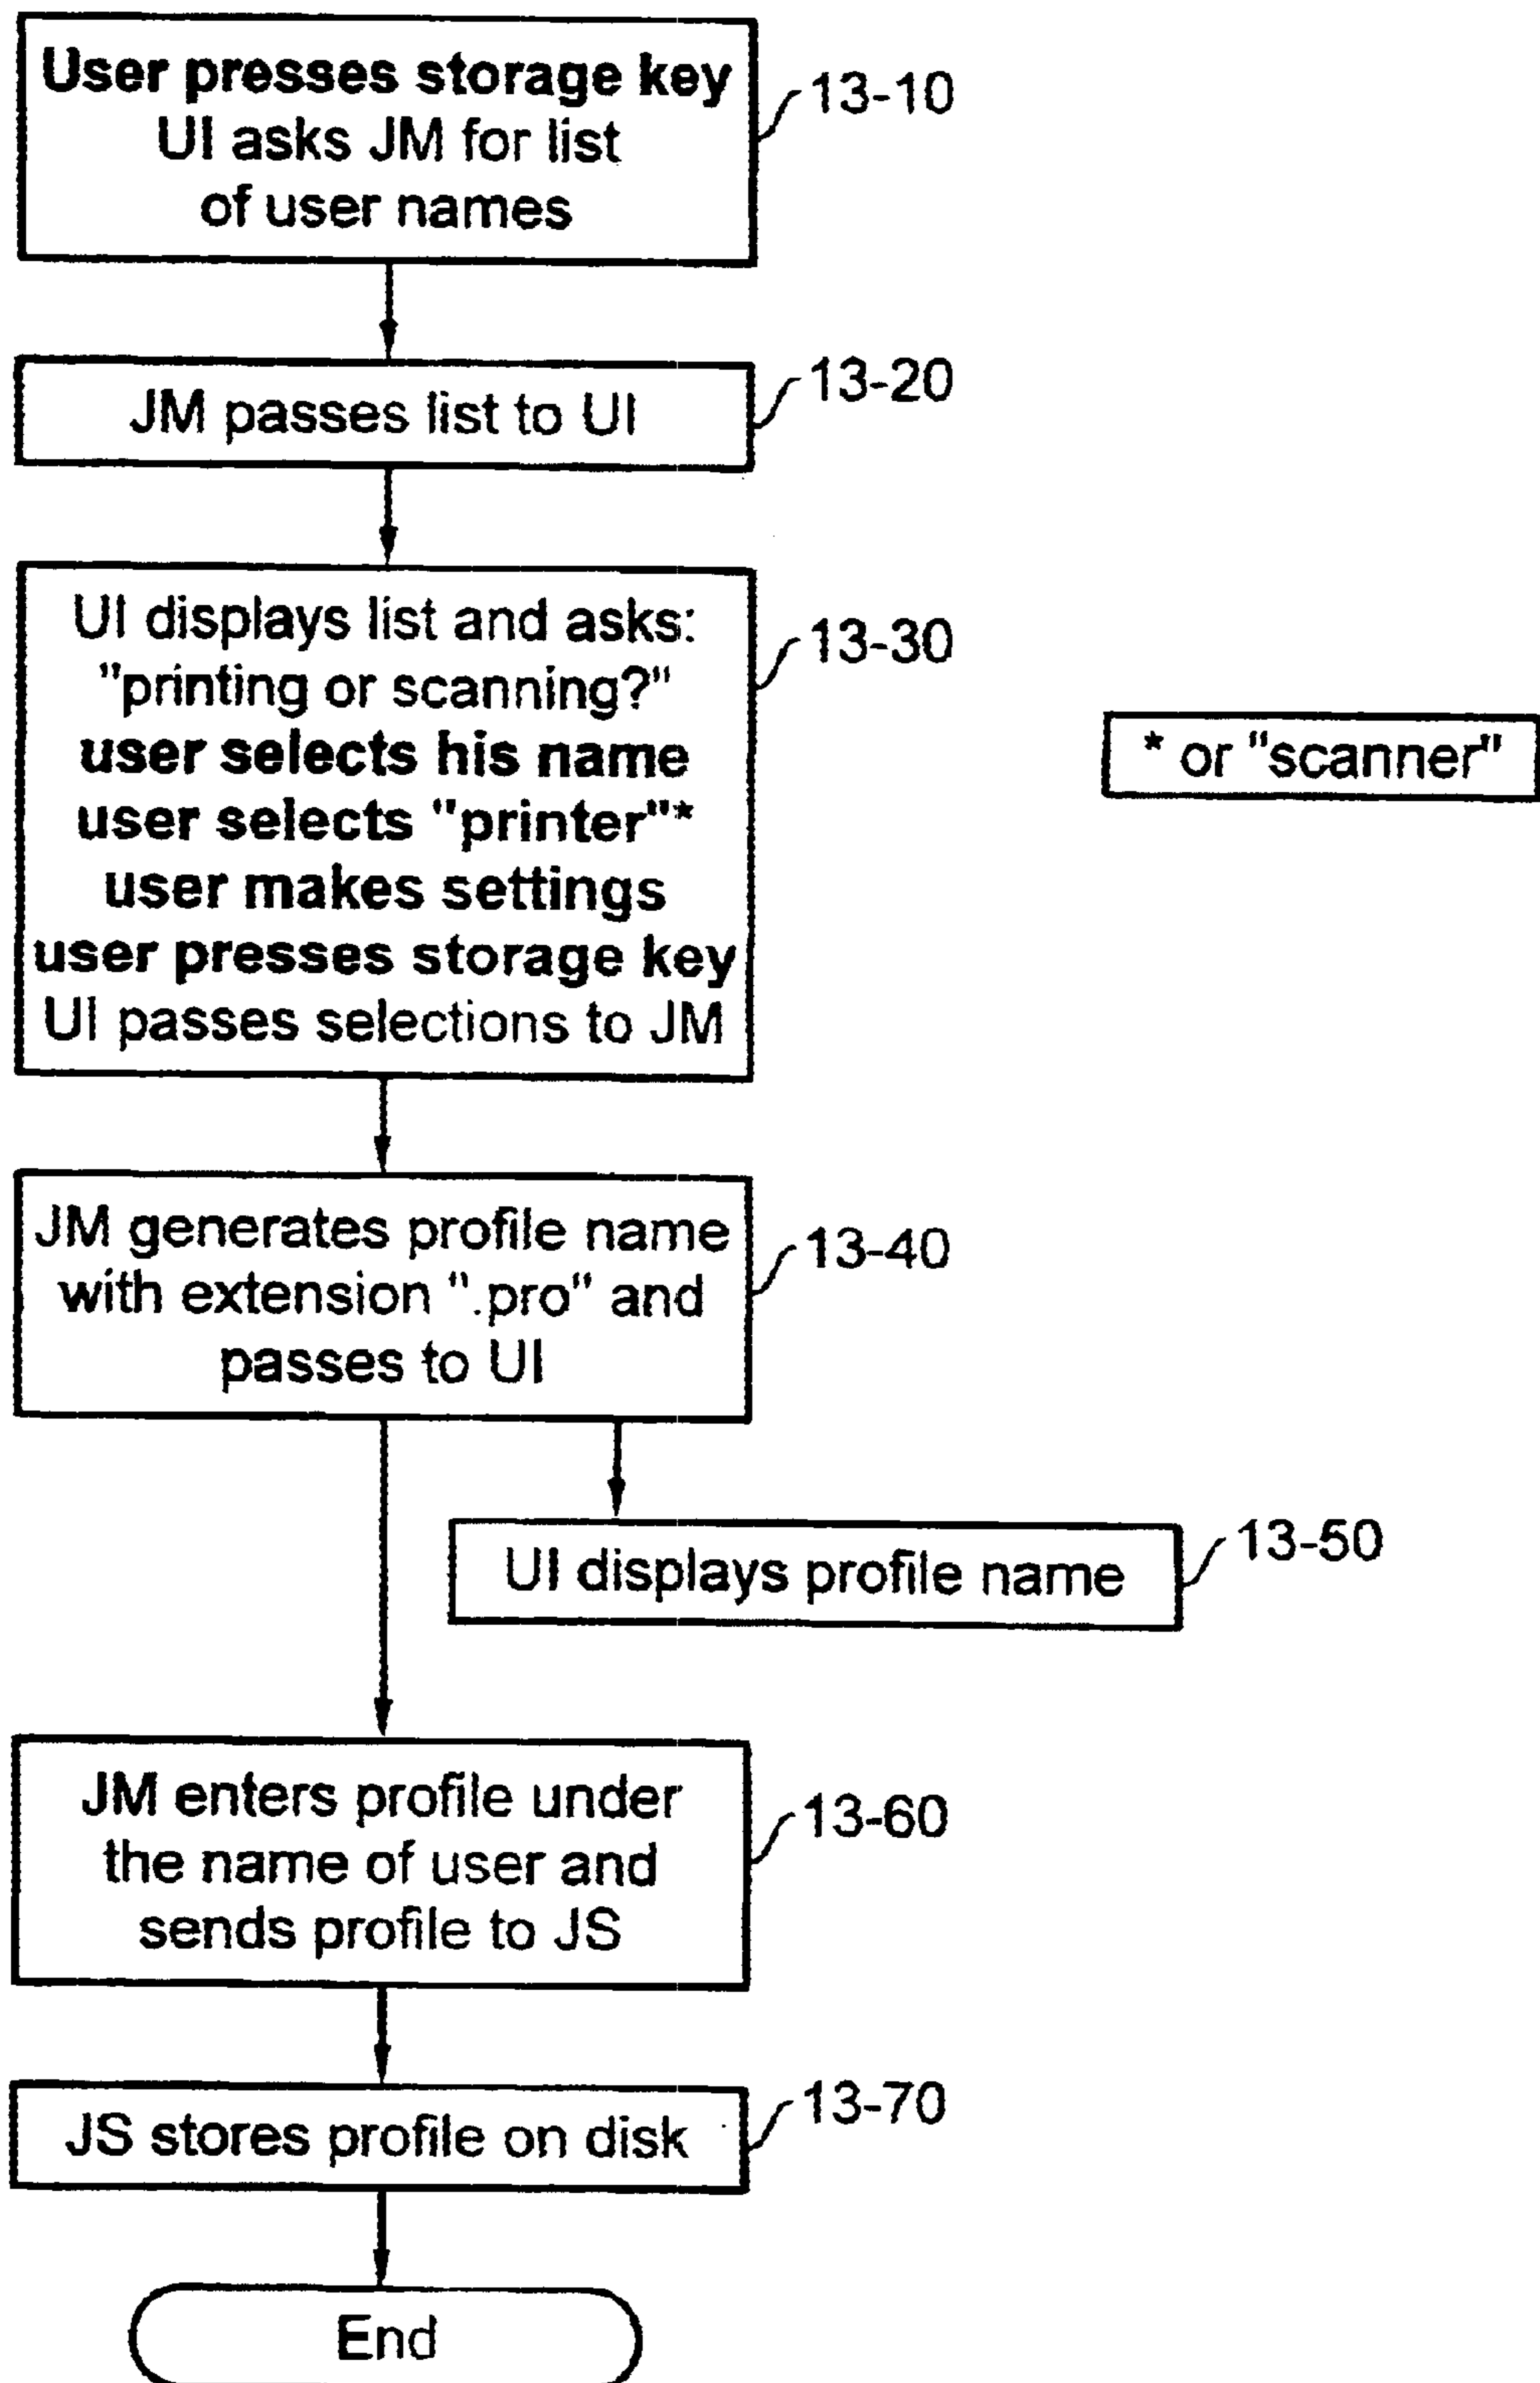 User presses storage key
UI asks JM for list
of user names
13-10
JM passes list to UI
13-20
UI displays list and asks:
"printing or scanning?"
user selects his name
user selects "printer"*
user makes settings
user presses storage key
UI passes selections to JM
13-30
* or "scanner"
JM generates profile name
with extension ".pro" and
passes to UI
13-40
UI displays profile name
13-50
JM enters profile under
the name of user and
sends profile to JS
13-60
JS stores profile on disk
13-70
End